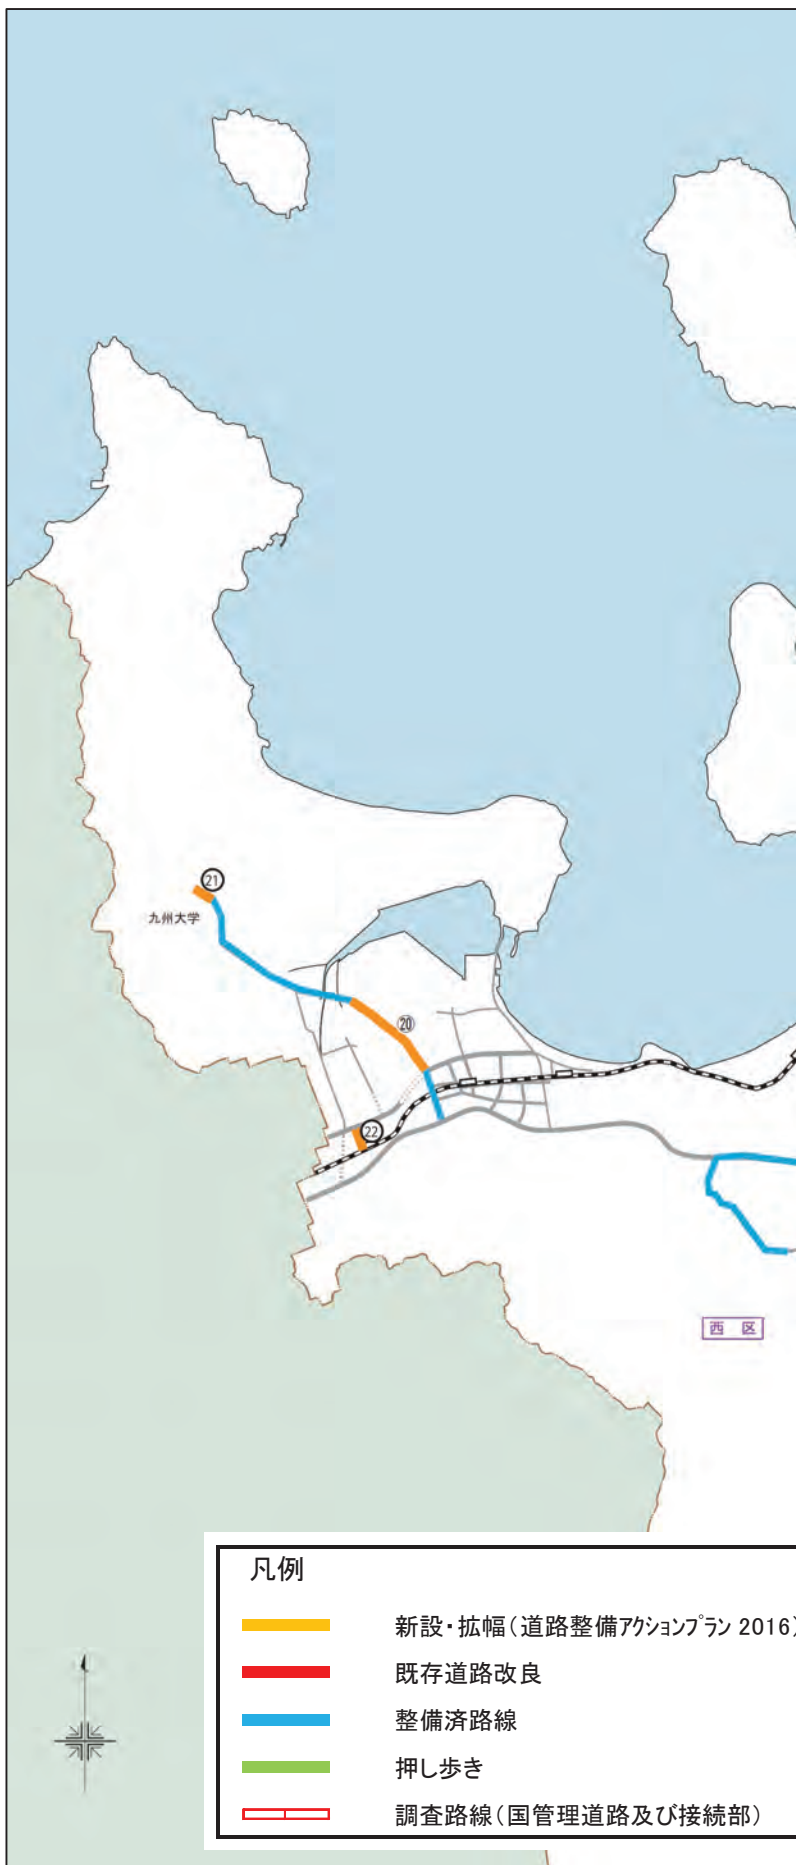 ㉑
九州大学
⑳
㉒
西 区
凡例
新設・拡幅(道路整備アクションプラン 2016)
既存道路改良
整備済路線
押し歩き
調査路線(国管理道路及び接続部)